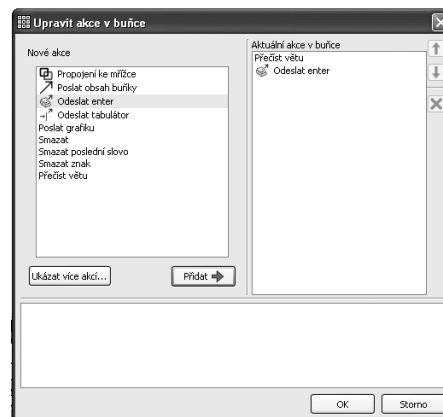 Upravit akce v buňce
Nové akce
Propojení ke mřížce
Poslat obsah buňky
Odeslat enter
Odeslat tabulátor
Poslat grafiku
Smazat
Smazat poslední slovo
Smazat znak
Přečíst větu
Ukázat více akcí...
Přidat
Aktuální akce v buňce
Přečíst větu
Odeslat enter
OK
Storno